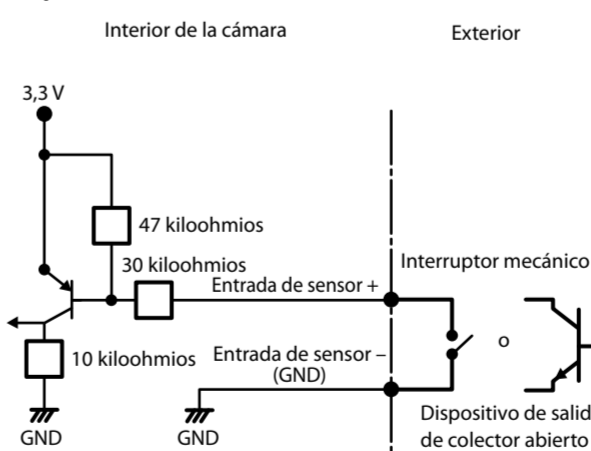 Interior de la cámara
Exterior
3,3 V
47 kiloohmios
30 kiloohmios
Entrada de sensor +
Interruptor mecánico
10 kiloohmios
Entrada de sensor –
(GND)
o
GND
GND
Dispositivo de salid
de colector abierto